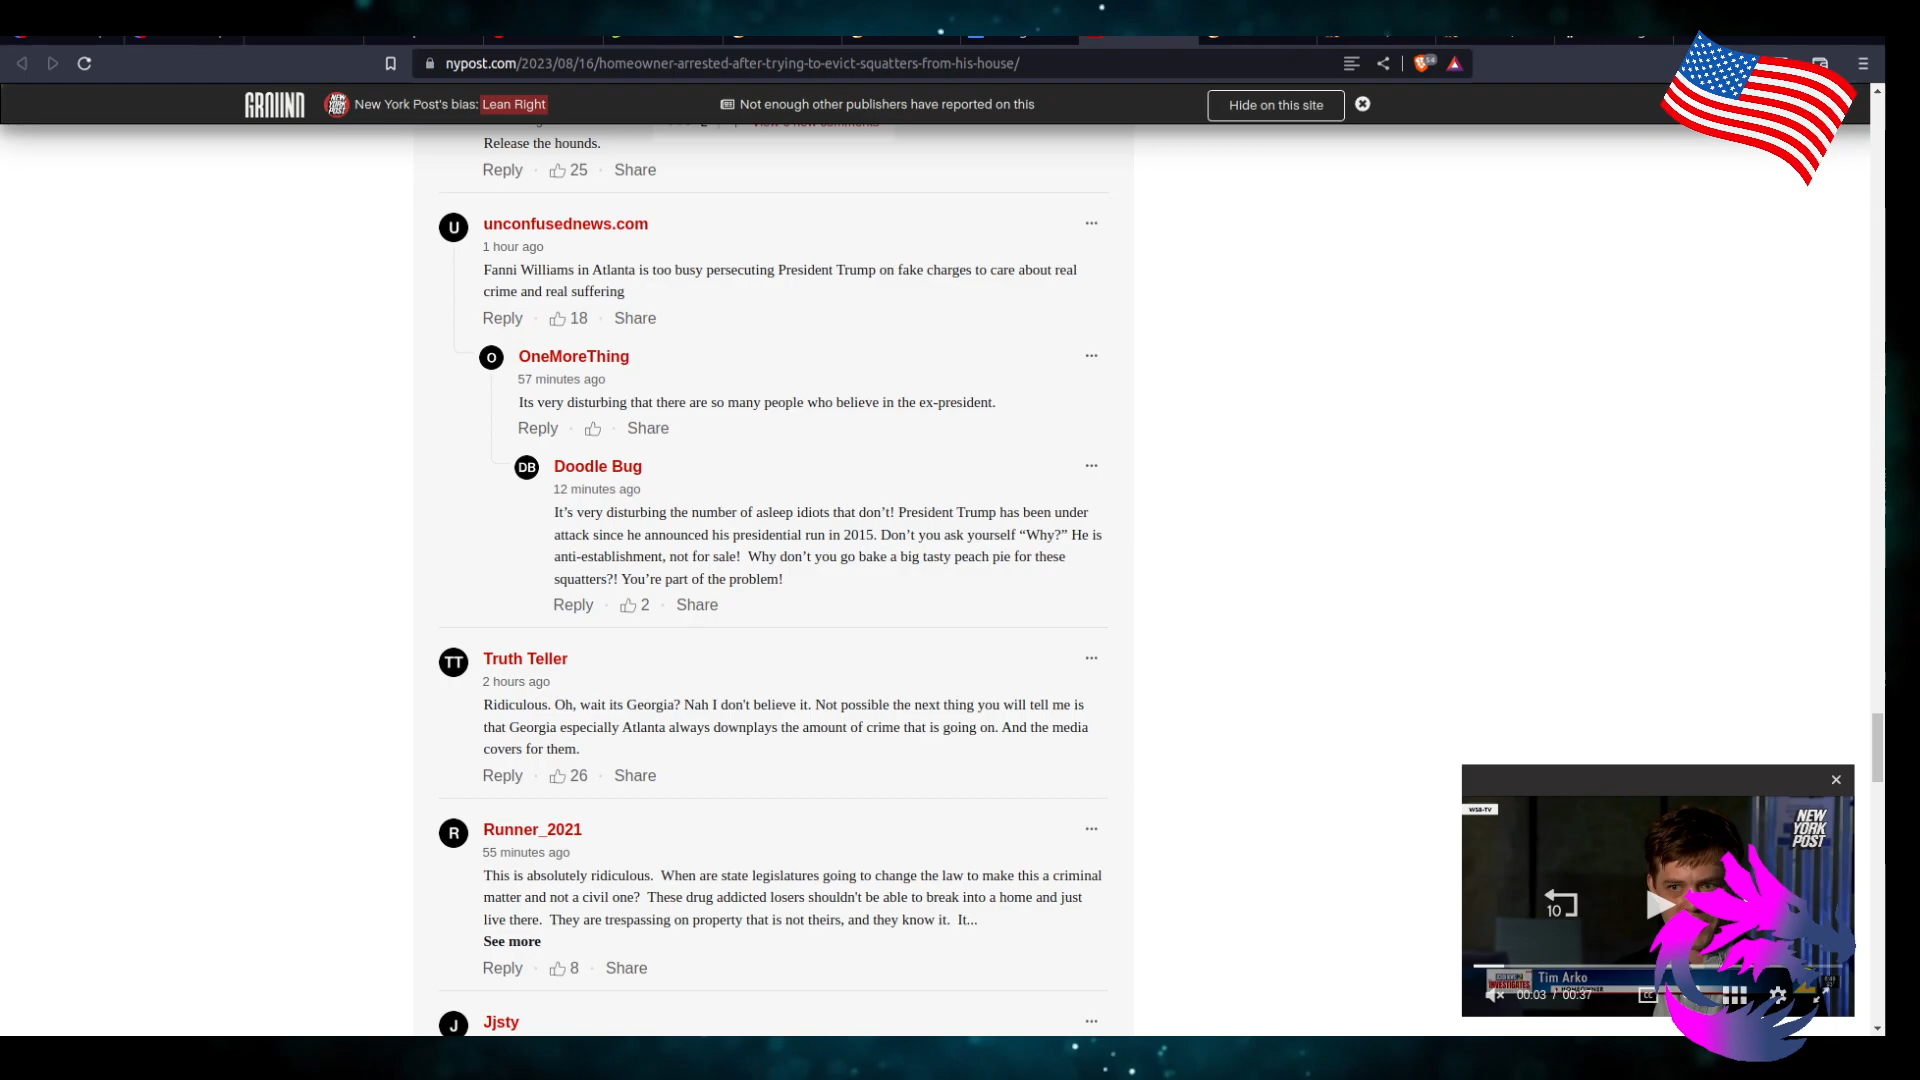 nypost.com/2023/08/16/homeowner-arrested-after-trying-to-evict-squatters-from-his-house/
54
GROUND
NEW YORK POST
New York Post's bias: Lean Right
Not enough other publishers have reported on this
Hide on this site
Release the hounds.
Reply · 25 · Share
U
unconfusednews.com
1 hour ago
Fanni Williams in Atlanta is too busy persecuting President Trump on fake charges to care about real
crime and real suffering
Reply · 18 · Share
O
OneMoreThing
57 minutes ago
Its very disturbing that there are so many people who believe in the ex-president.
Reply · · Share
DB
Doodle Bug
12 minutes ago
It’s very disturbing the number of asleep idiots that don’t! President Trump has been under
attack since he announced his presidential run in 2015. Don’t you ask yourself “Why?” He is
anti-establishment, not for sale!  Why don’t you go bake a big tasty peach pie for these
squatters?! You’re part of the problem!
Reply · 2 · Share
TT
Truth Teller
2 hours ago
Ridiculous. Oh, wait its Georgia? Nah I don't believe it. Not possible the next thing you will tell me is
that Georgia especially Atlanta always downplays the amount of crime that is going on. And the media
covers for them.
Reply · 26 · Share
R
Runner_2021
55 minutes ago
This is absolutely ridiculous.  When are state legislatures going to change the law to make this a criminal
matter and not a civil one?  These drug addicted losers shouldn't be able to break into a home and just
live there.  They are trespassing on property that is not theirs, and they know it.  It...
See more
Reply · 8 · Share
J
Jjsty
WSB-TV
NEW
YORK
POST
10
Tim Arko
INVESTIGATES
HOMEOWNER
00:03 / 00:37
CC